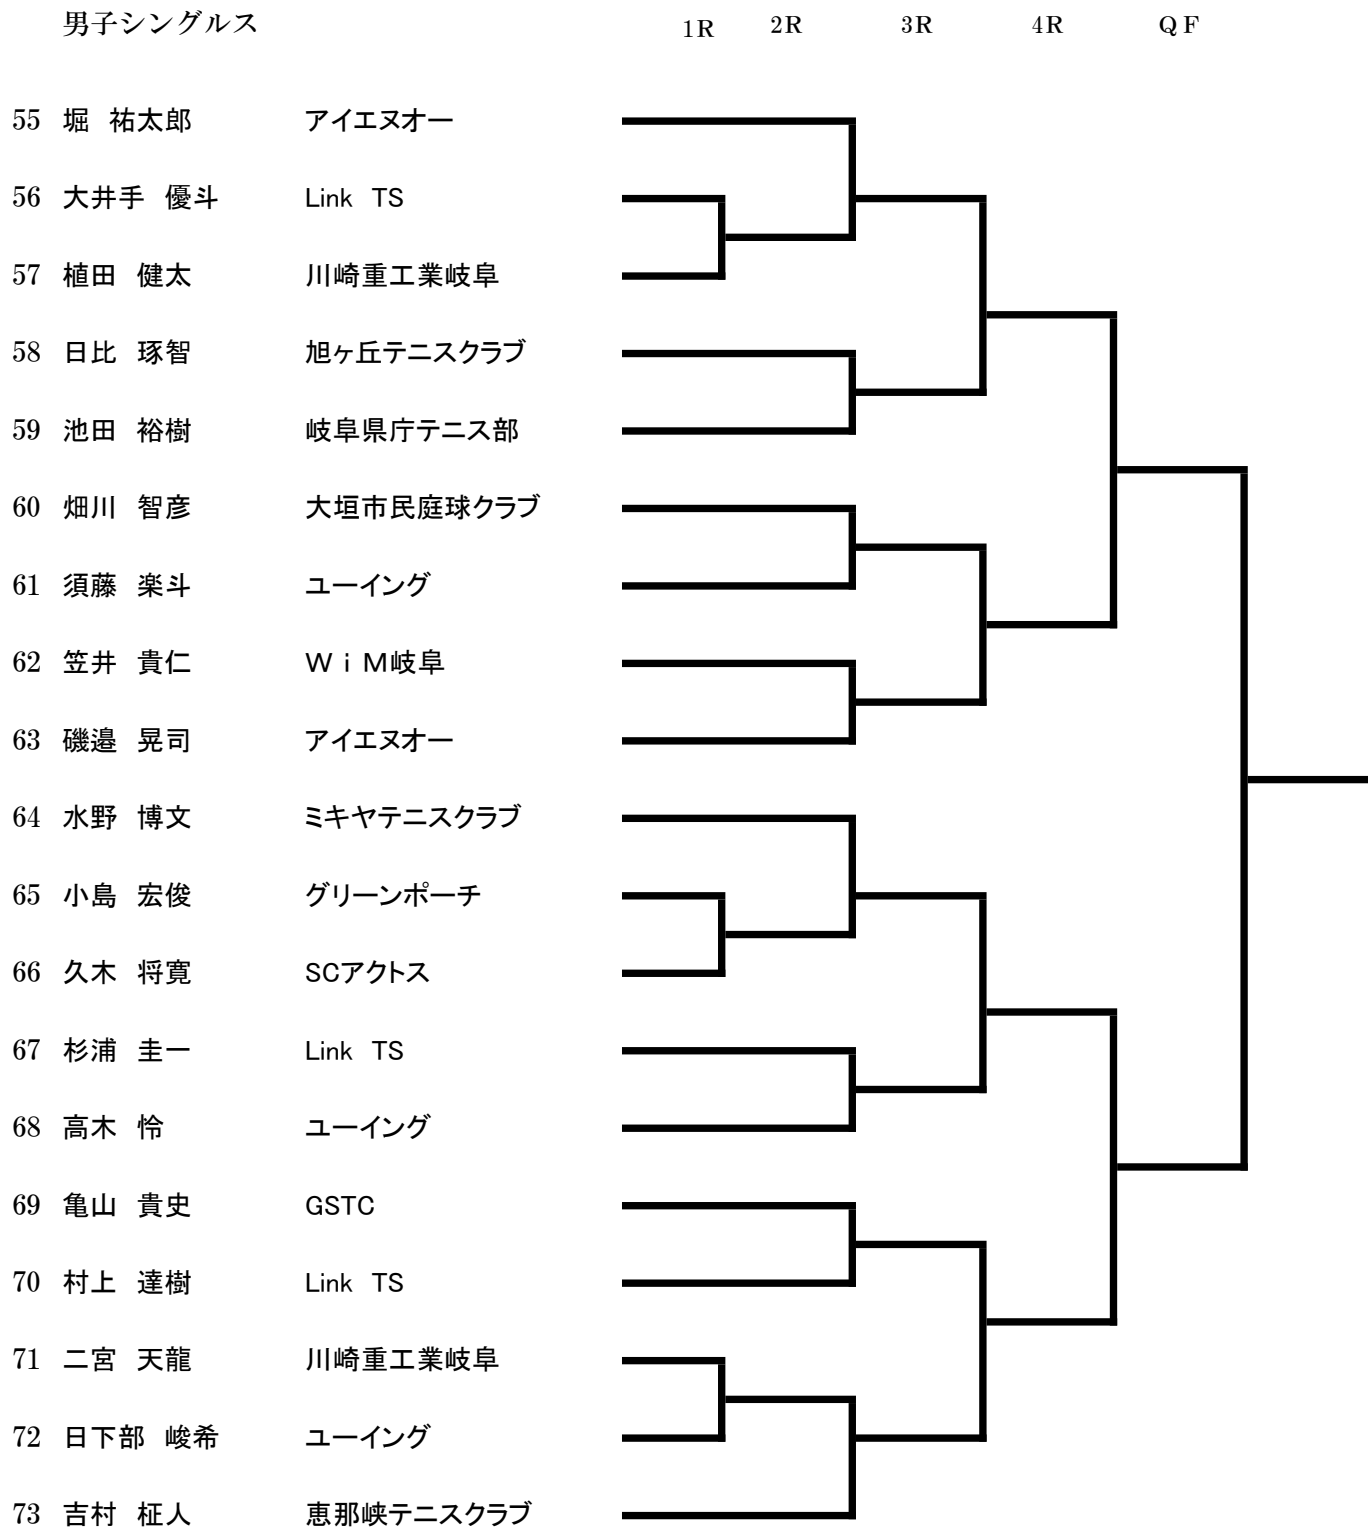 男子シングルス 1R 2R 3R 4R QF
55 堀　祐太郎 アイエヌオー
56 大井手　優斗 Link　TS
57 植田　健太 川崎重工業岐阜
58 日比　琢智 旭ヶ丘テニスクラブ
59 池田　裕樹 岐阜県庁テニス部
60 畑川　智彦 大垣市民庭球クラブ
61 須藤　楽斗 ユーイング
62 笠井　貴仁 ＷｉＭ岐阜
63 磯邉　晃司 アイエヌオー
64 水野　博文 ミキヤテニスクラブ
65 小島　宏俊 グリーンポーチ
66 久木　将寛 SCアクトス
67 杉浦　圭一 Link　TS
68 高木　怜 ユーイング
69 亀山　貴史 GSTC
70 村上　達樹 Link　TS
71 二宮　天龍 川崎重工業岐阜
72 日下部　峻希 ユーイング
73 吉村　柾人 恵那峡テニスクラブ